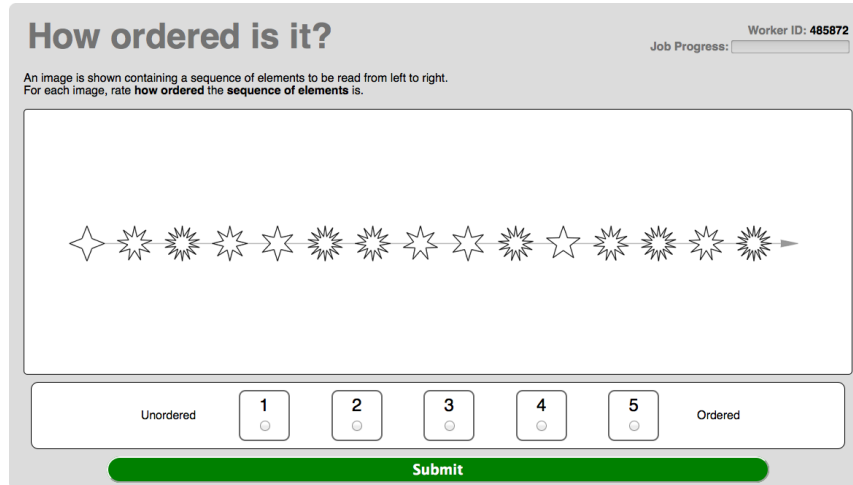 How ordered is it?
Worker ID: 485872
Job Progress:
An image is shown containing a sequence of elements to be read from left to right.
For each image, rate how ordered the sequence of elements is.
Unordered 1 2 3 4 5 Ordered
Submit